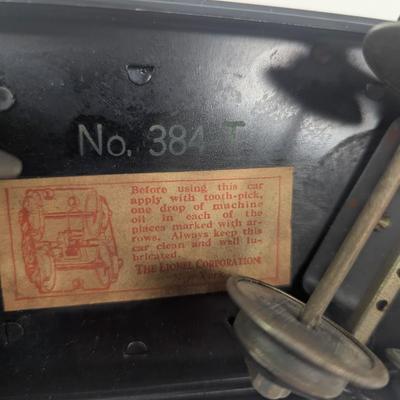 No. 384 T
Before using this car
apply with tooth-pick,
one drop of machine
oil in each of the
places marked with ar-
rows. Always keep this
car clean and well lu-
bricated.
THE LIONEL CORPORATION